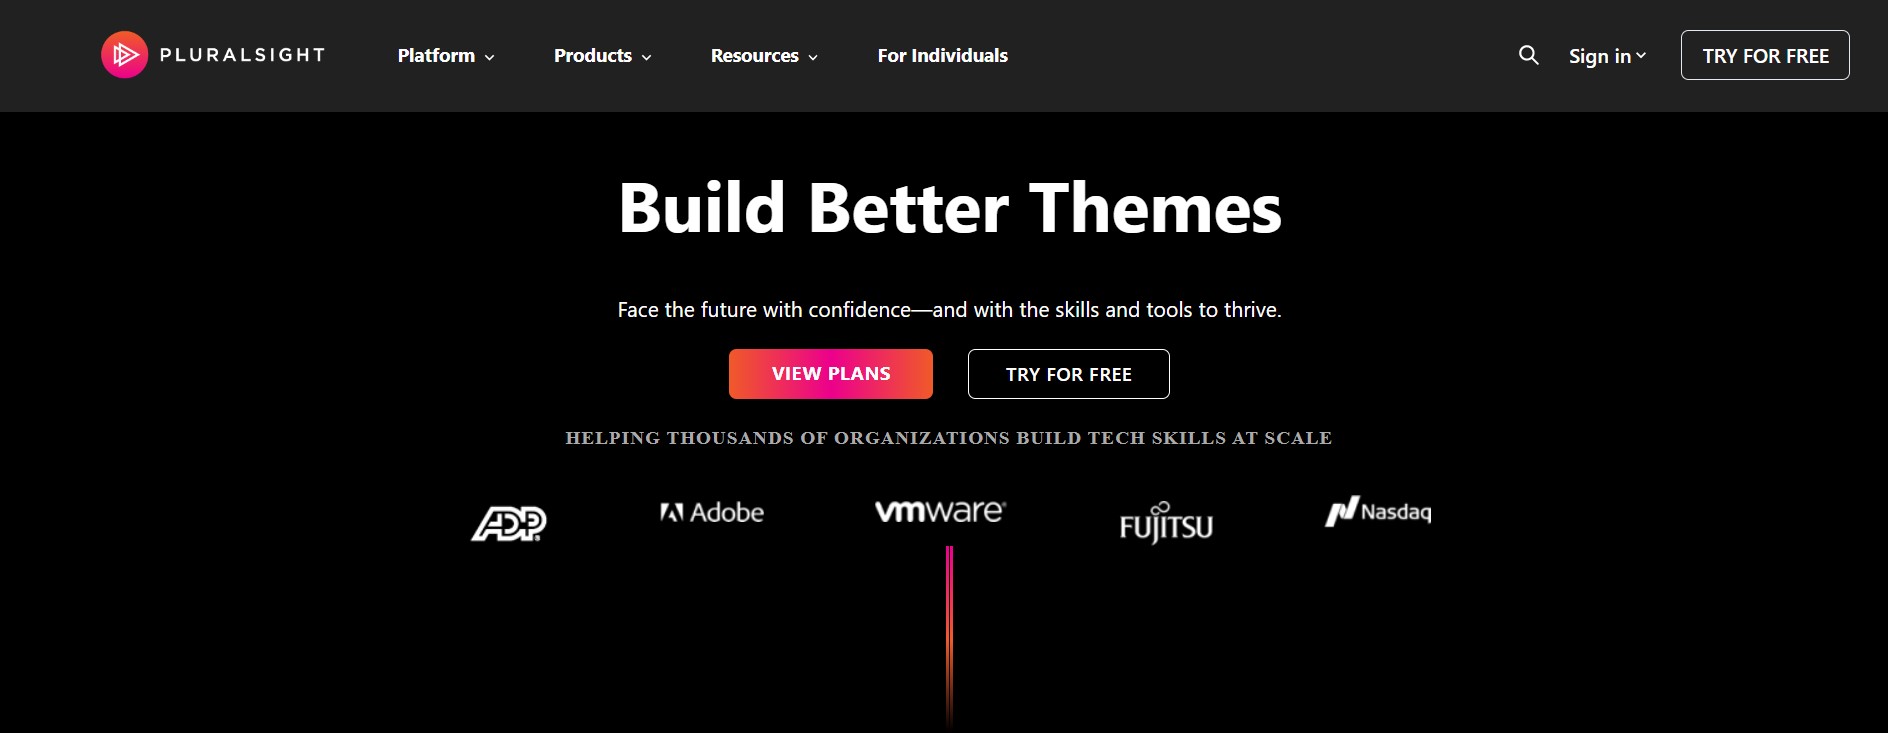 PLURALSIGHT Platform Products Resources For Individuals Sign in TRY FOR FREE
Build Better Themes
Face the future with confidence—and with the skills and tools to thrive.
VIEW PLANS TRY FOR FREE
HELPING THOUSANDS OF ORGANIZATIONS BUILD TECH SKILLS AT SCALE
ADP Adobe vmware FUJITSU Nasdaq